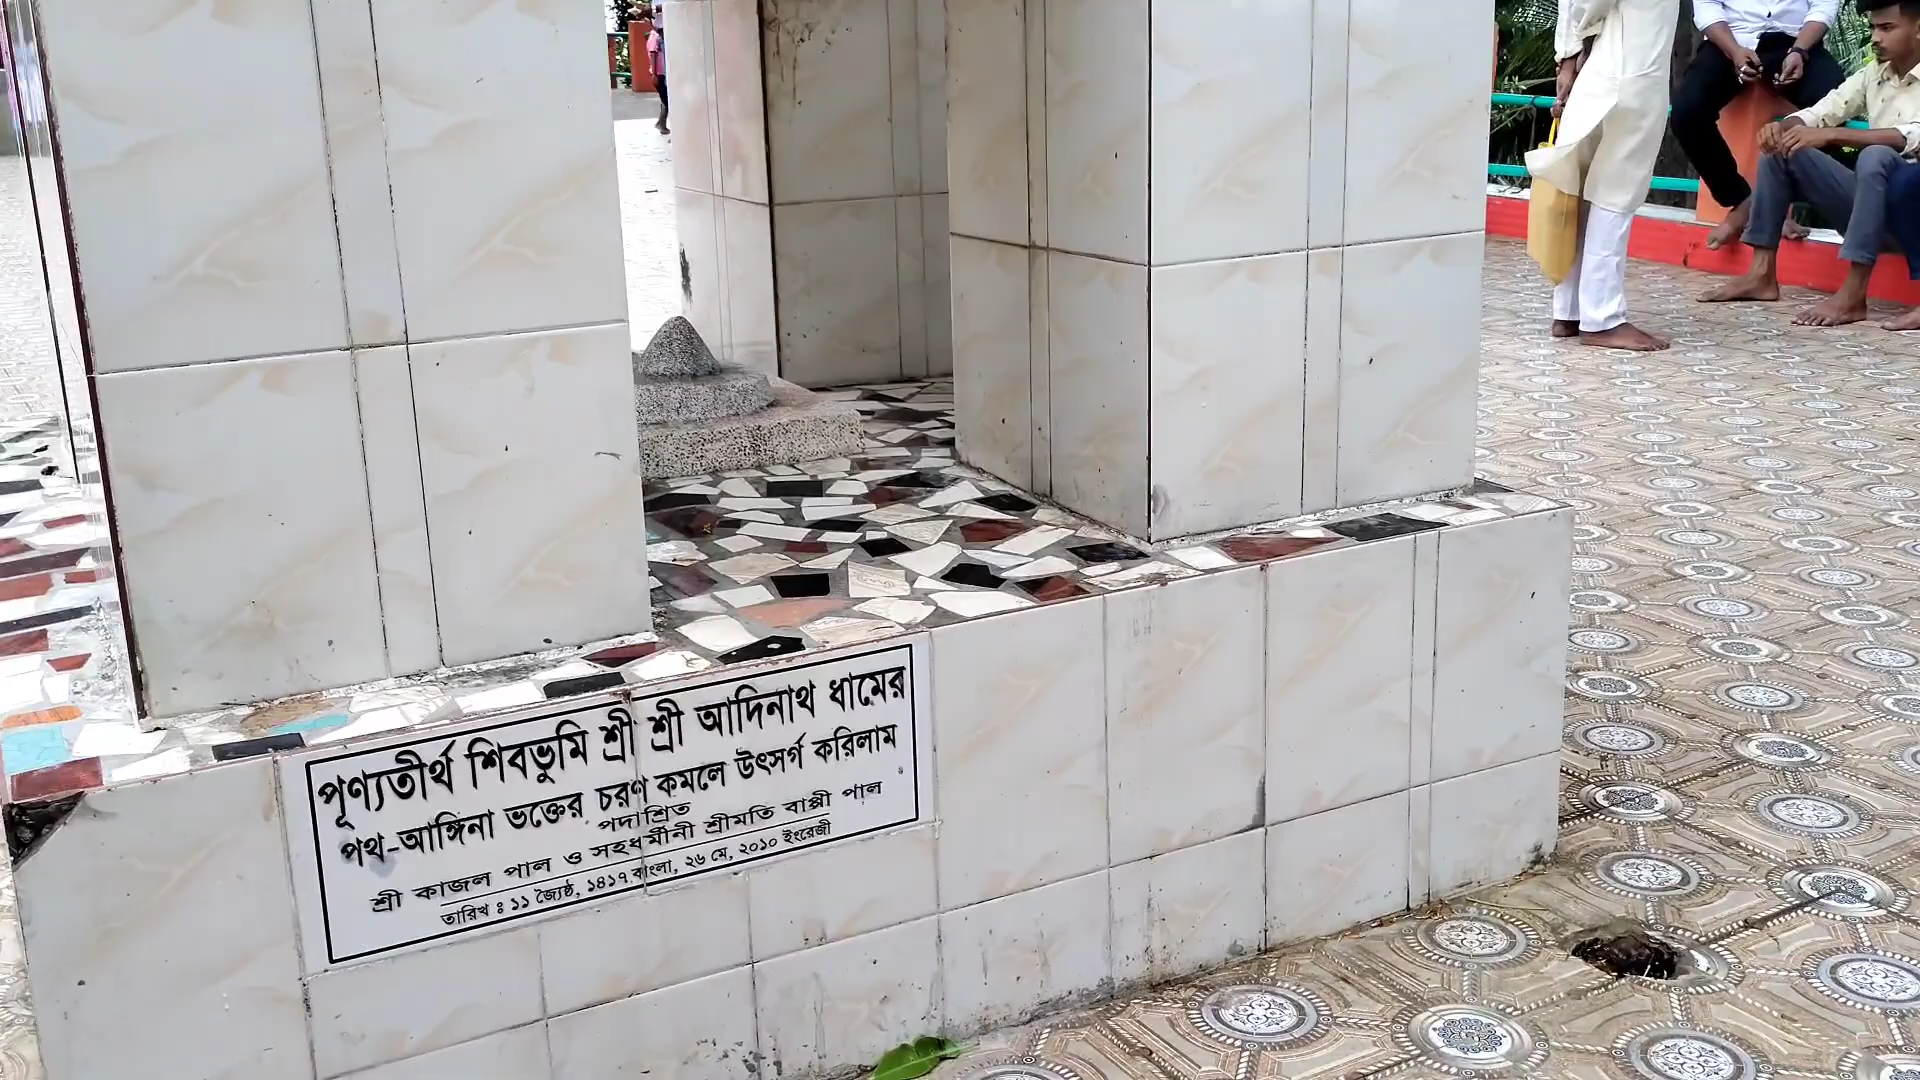 পূণ্যতীর্থ শিবভুমি শ্রী শ্রী আদিনাথ ধামের
পথ-আঙ্গিনা ভক্তের চরণ কমলে উৎসর্গ করিলাম
পদাশ্রিত
শ্রী কাজল পাল ও সহধর্মীনী শ্রীমতি বাপ্পী পাল
তারিখ ঃ ১১ জ্যৈষ্ঠ, ১৪১৭ বাংলা, ২৬ মে, ২০১০ ইংরেজী